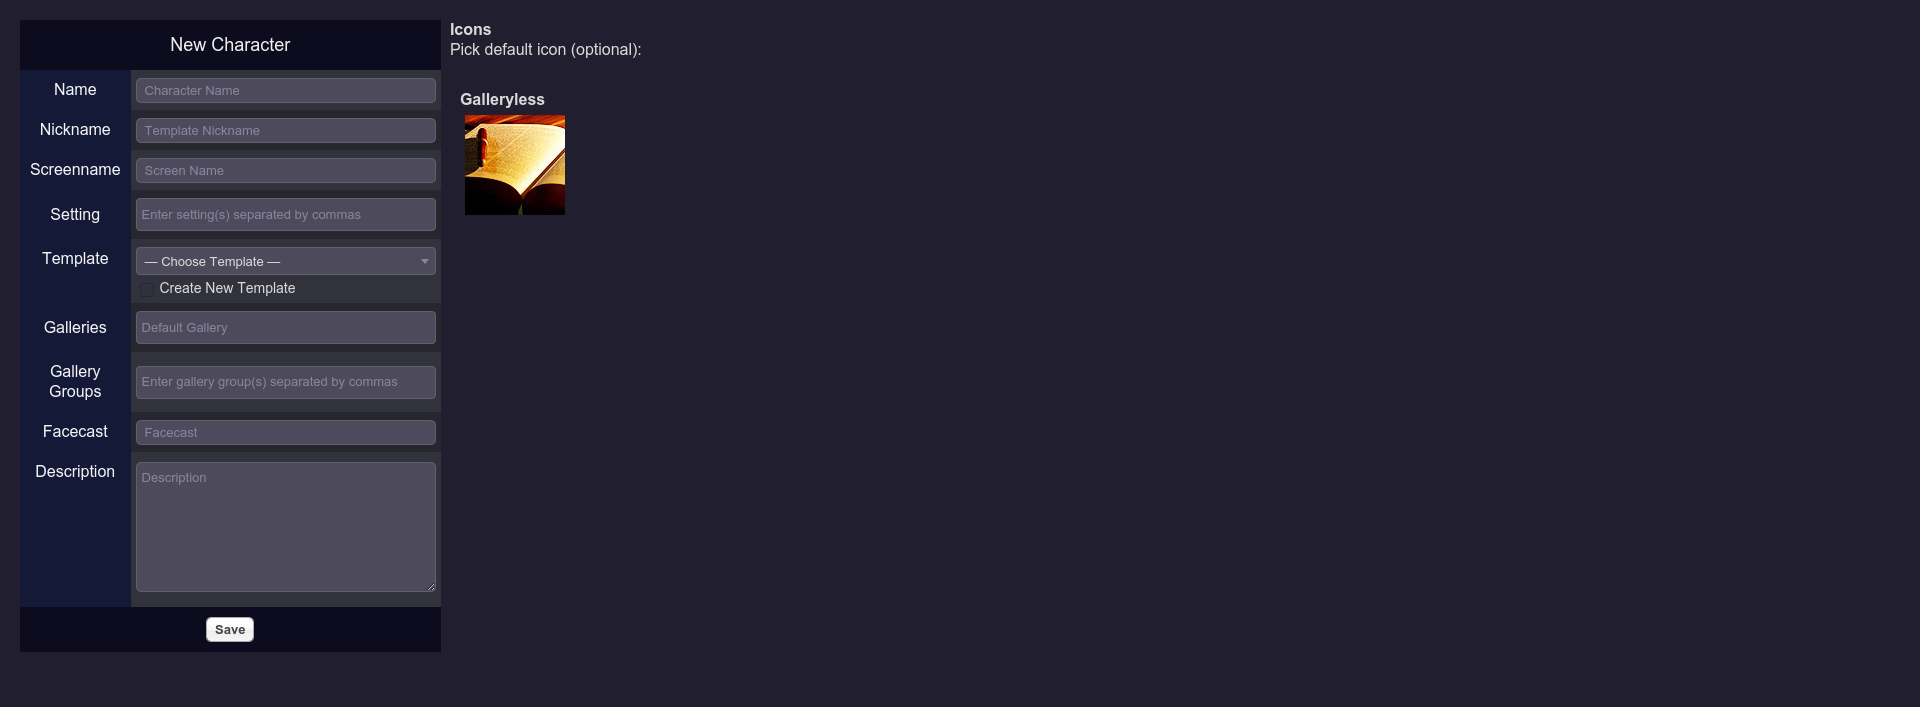 New Character
Name
Character Name
Nickname
Template Nickname
Screenname
Screen Name
Setting
Enter setting(s) separated by commas
Template
— Choose Template —
Create New Template
Galleries
Default Gallery
Gallery
Groups
Enter gallery group(s) separated by commas
Facecast
Facecast
Description
Description
Save
Icons
Pick default icon (optional):
Galleryless